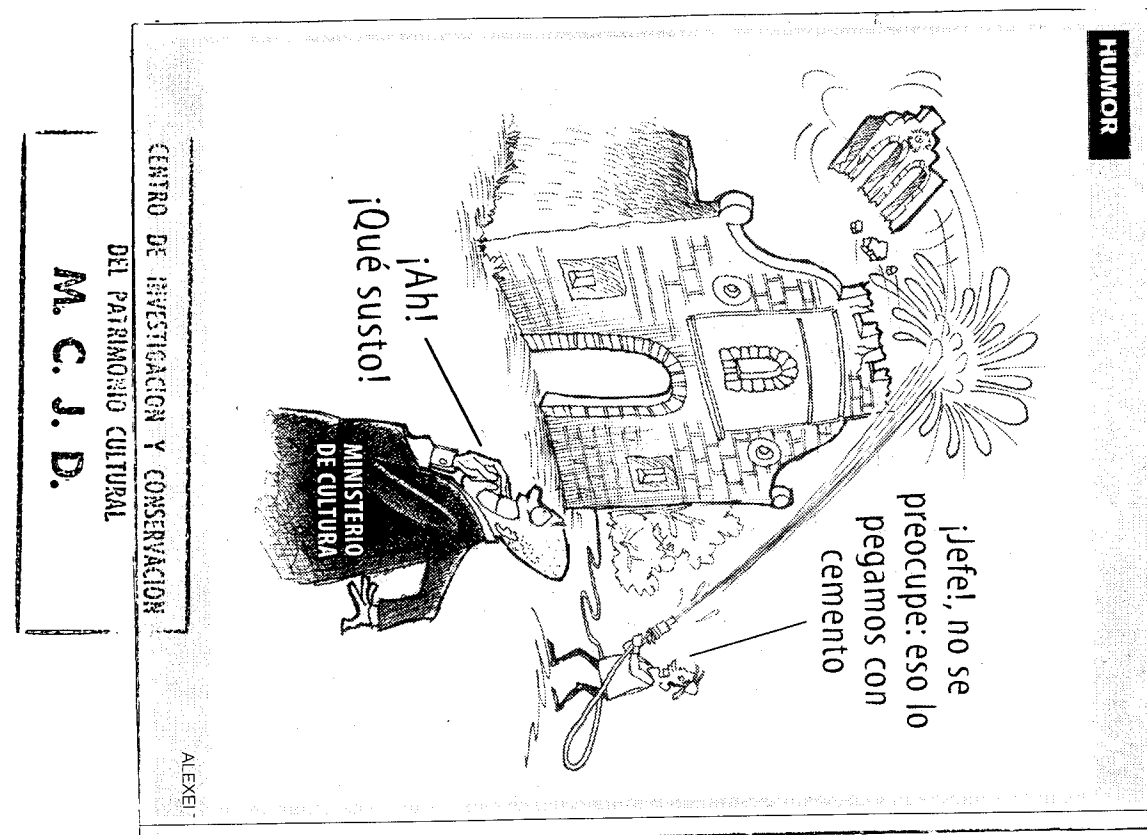 HUMOR
¡Jefe!, no se
preocupe: eso lo
pegamos con
cemento
¡Ah!
¡Qué susto!
MINISTERIO
DE CULTURA
ALEXEI
CENTRO DE INVESTIGACION Y CONSERVACION
DEL PATRIMONIO CULTURAL
M. C. J. D.